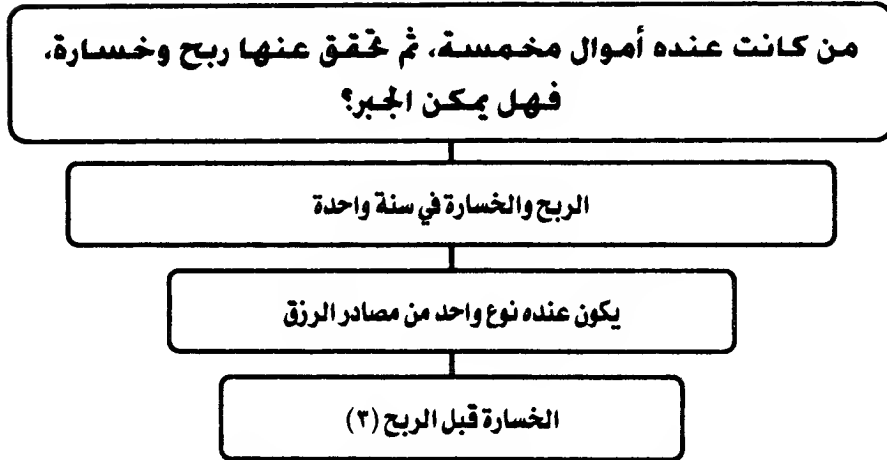 من كانت عنده أموال مخمسة، ثم تحقق عنها ربح وخسارة،
فهل يمكن الجبر؟
الربح والخسارة في سنة واحدة
يكون عنده نوع واحد من مصادر الرزق
الخسارة قبل الربح (٣)